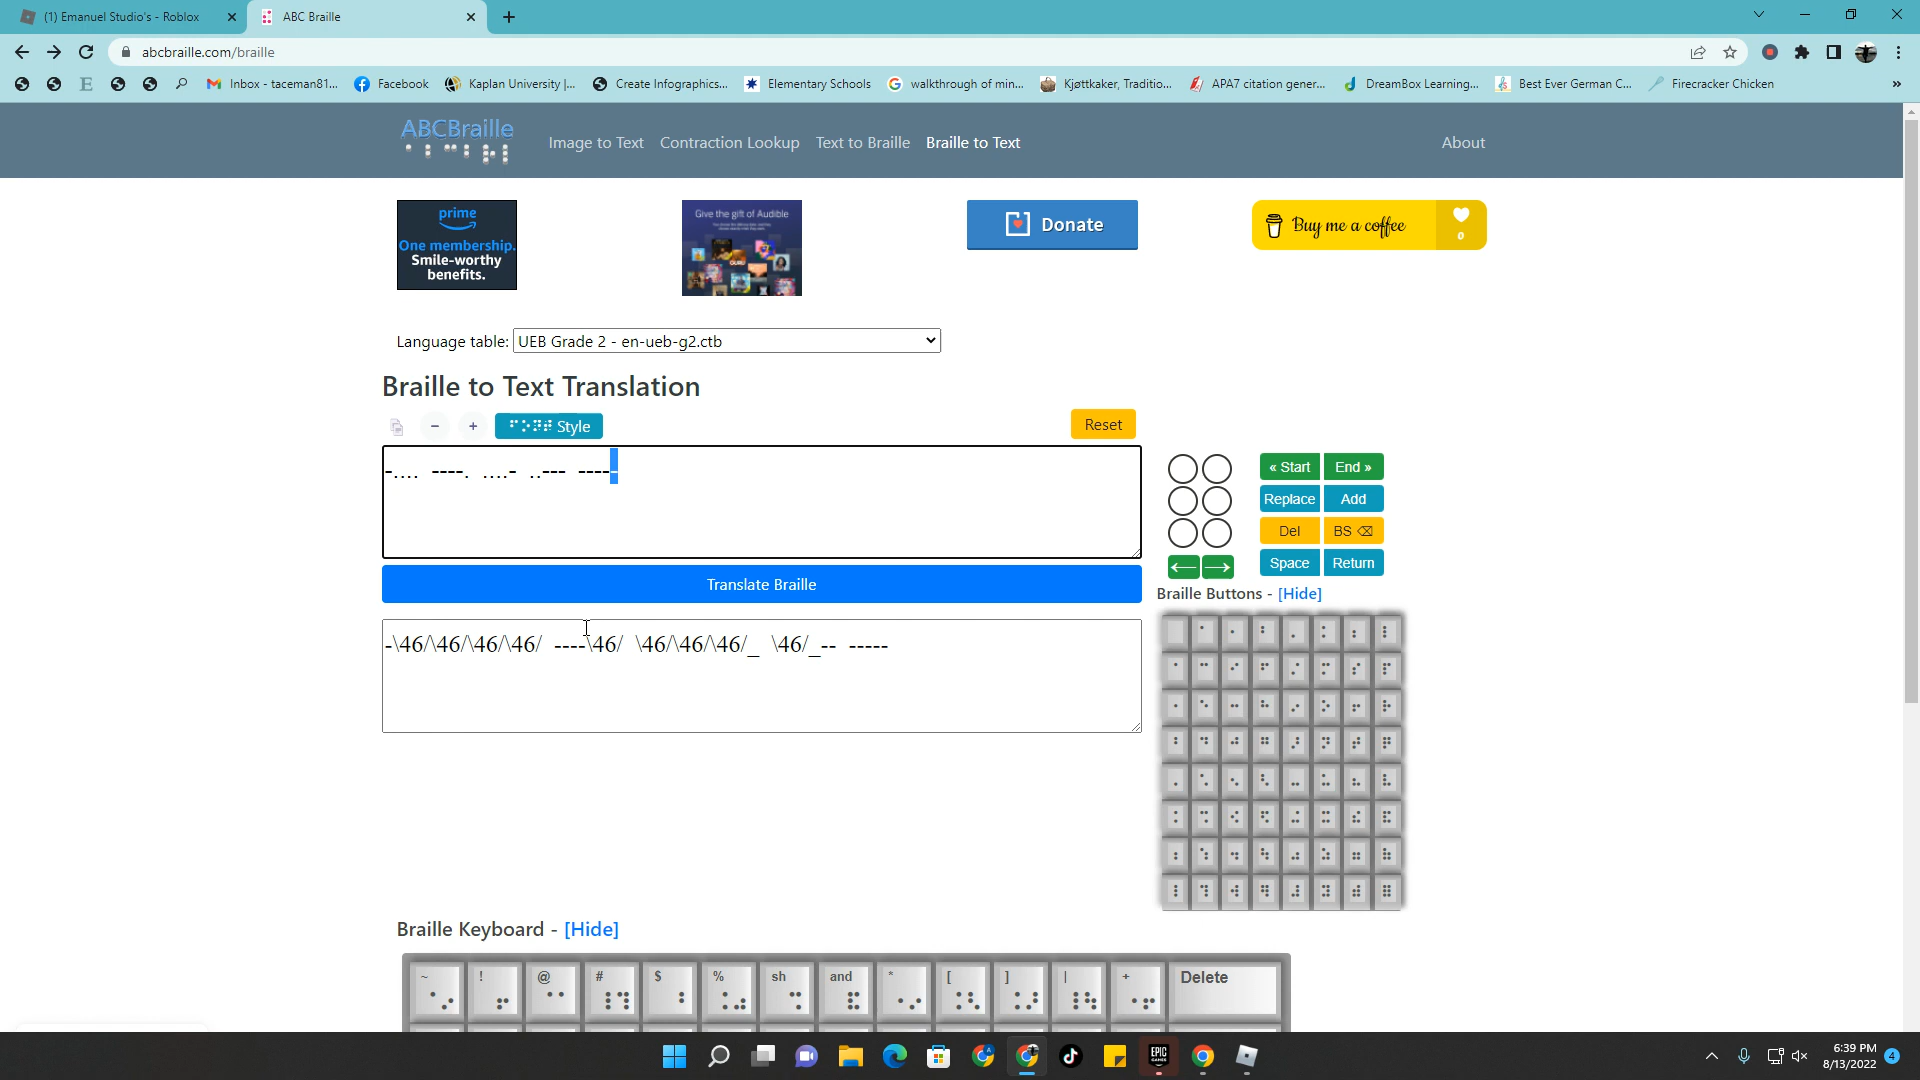 (1) Emanuel Studio's - Roblox
ABC Braille
abcbraille.com/braille
Inbox - taceman81...
Facebook
Kaplan University |...
Create Infographics...
Elementary Schools
walkthrough of min...
Kjøttkaker, Traditio...
APA7 citation gener...
DreamBox Learning...
Best Ever German C...
Firecracker Chicken
»
ABCBraille
Image to Text
Contraction Lookup
Text to Braille
Braille to Text
About
prime
One membership.
Smile-worthy
benefits.
Give the gift of Audible
Donate
Buy me a coffee
0
Language table: UEB Grade 2 - en-ueb-g2.ctb
Braille to Text Translation
- + Style
Reset
-.... ----. ....- ..--- -----
« Start End »
Replace Add
Del BS ⌫
Space Return
Translate Braille
Braille Buttons - [Hide]
-\46/\46/\46/\46/ ----\46/ \46/\46/\46/_ \46/_-- -----
Braille Keyboard - [Hide]
~ ! @ # $ % sh and * [ ] | + Delete
EPIC
GAMES
6:39 PM
8/13/2022
4